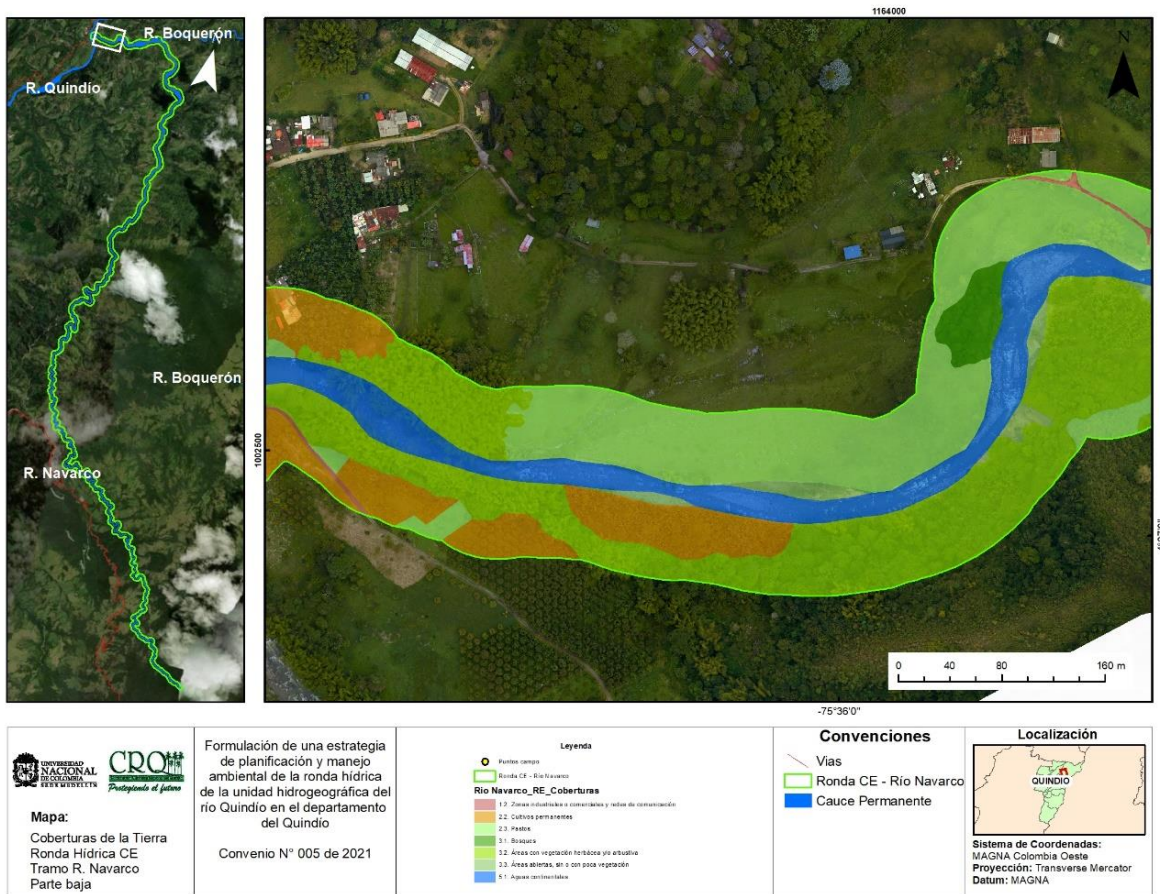 R. Boquerón
R. Quindío
R. Boquerón
R. Navarco
1164000
N
1002500
0 40 80 160 m
-75°36'0"
UNIVERSIDAD
NACIONAL
DE COLOMBIA
SEDE MEDELLÍN
CRQ
Protegiendo el futuro
Mapa:
Coberturas de la Tierra
Ronda Hídrica CE
Tramo R. Navarco
Parte baja
Formulación de una estrategia
de planificación y manejo
ambiental de la ronda hídrica
de la unidad hidrogeográfica del
río Quindío en el departamento
del Quindío
Convenio N° 005 de 2021
Leyenda
Puntos campo
Ronda CE - Río Navarco
Río Navarco_RE_Coberturas
1.2. Zonas industriales o comerciales y redes de comunicación
2.2. Cultivos permanentes
2.3. Pastos
3.1. Bosques
3.2. Áreas con vegetación herbácea y/o arbustiva
3.3. Áreas abiertas, sin o con poca vegetación
5.1. Aguas continentales
Convenciones
Vias
Ronda CE - Río Navarco
Cauce Permanente
Localización
QUINDIO
Sistema de Coordenadas:
MAGNA Colombia Oeste
Proyección: Transverse Mercator
Datum: MAGNA